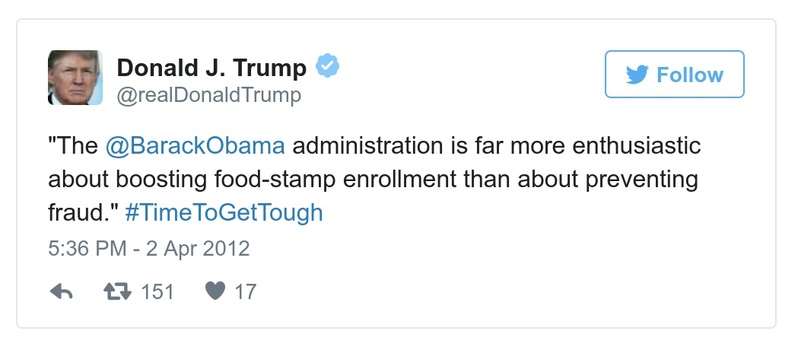 Donald J. Trump
@realDonaldTrump
Follow
"The @BarackObama administration is far more enthusiastic
about boosting food-stamp enrollment than about preventing
fraud." #TimeToGetTough
5:36 PM - 2 Apr 2012
151 17